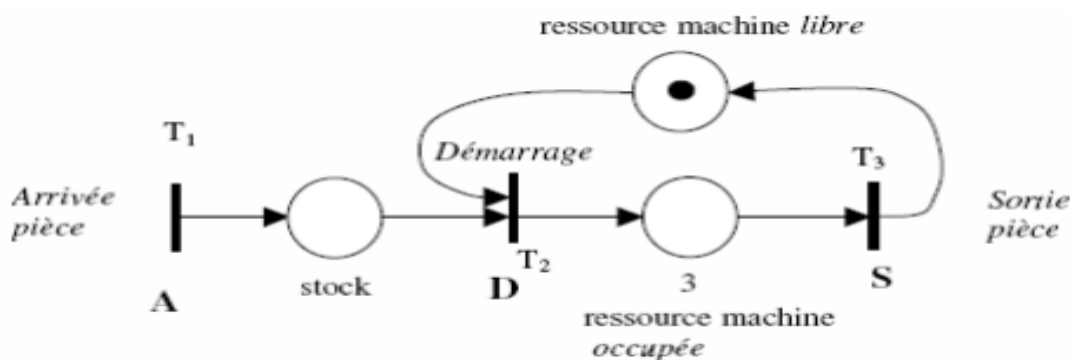 ressource machine libre
T1
Démarrage
T3
Arrivée
pièce
Sortie
pièce
T2
A
stock
D
3
S
ressource machine
occupée